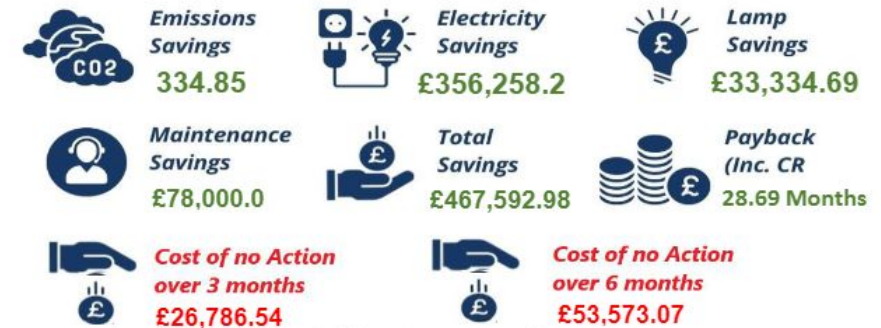 Emissions
Savings
CO2
334.85
Electricity
Savings
£356,258.2
Lamp
Savings
£
£33,334.69
Maintenance
Savings
£78,000.0
Total
Savings
£
£467,592.98
Payback
(Inc. CR
£
28.69 Months
Cost of no Action
over 3 months
£
£26,786.54
Cost of no Action
over 6 months
£
£53,573.07